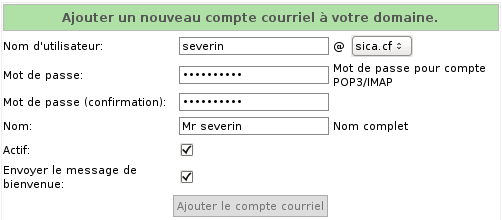 Ajouter un nouveau compte courriel à votre domaine.
Nom d'utilisateur: severin @ sica.cf
Mot de passe: •••••••••• Mot de passe pour compte
POP3/IMAP
Mot de passe (confirmation): ••••••••••
Nom: Mr severin Nom complet
Actif:
Envoyer le message de
bienvenue:
Ajouter le compte courriel